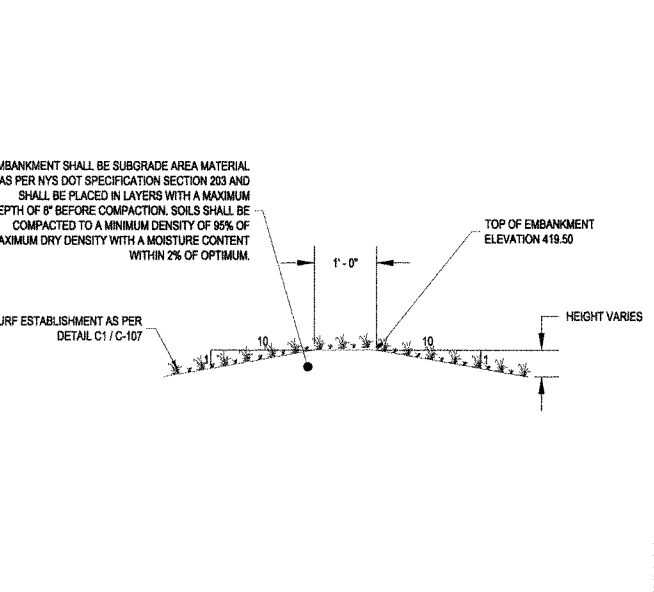 MBANKMENT SHALL BE SUBGRADE AREA MATERIAL
AS PER NYS DOT SPECIFICATION SECTION 203 AND
SHALL BE PLACED IN LAYERS WITH A MAXIMUM
EPTH OF 8" BEFORE COMPACTION. SOILS SHALL BE
COMPACTED TO A MINIMUM DENSITY OF 95% OF
AXIMUM DRY DENSITY WITH A MOISTURE CONTENT
WITHIN 2% OF OPTIMUM.
TOP OF EMBANKMENT
ELEVATION 419.50
1' - 0"
HEIGHT VARIES
URF ESTABLISHMENT AS PER
DETAIL C1 / C-107
10
1
10
1